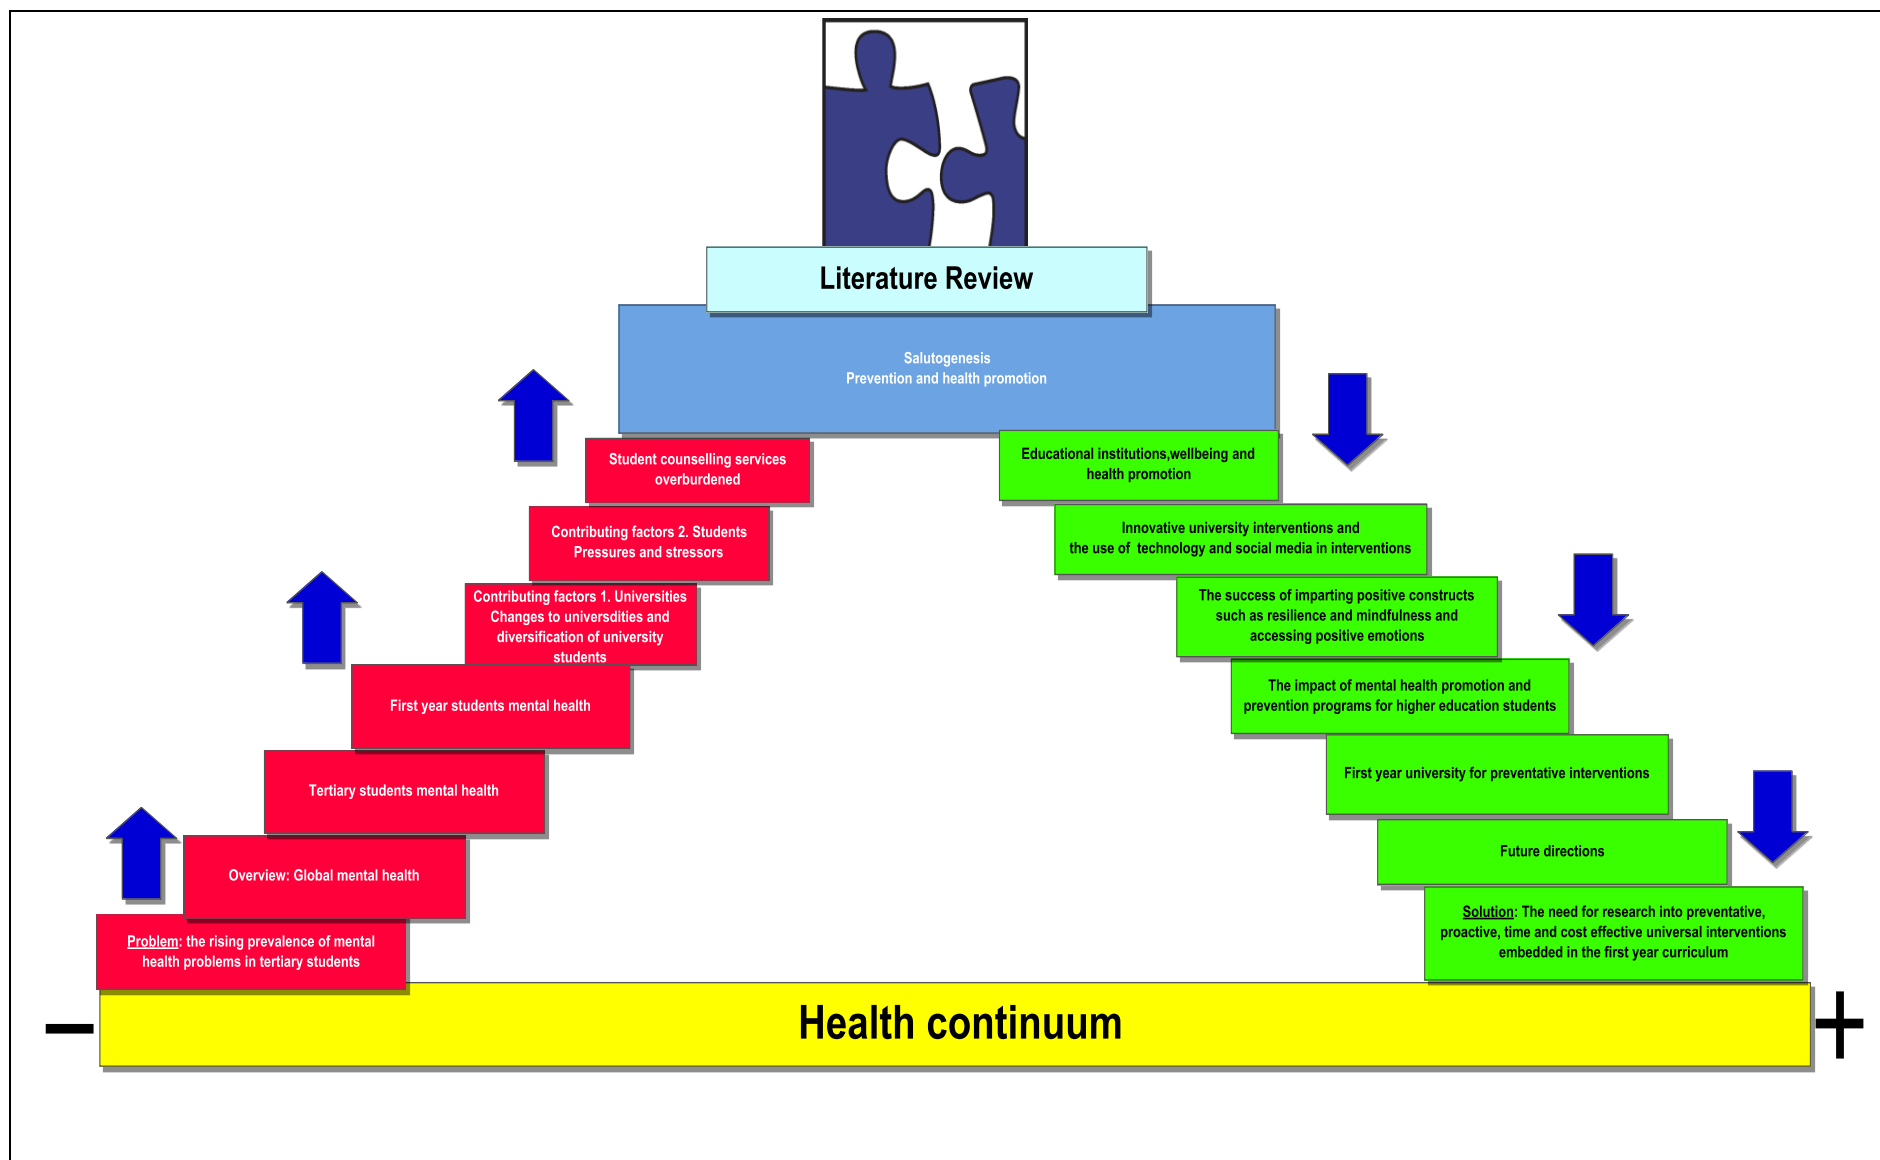 Literature Review
Salutogenesis
Prevention and health promotion
Student counselling services
overburdened
Contributing factors 2. Students
Pressures and stressors
Contributing factors 1. Universities
Changes to universdities and
diversification of university
students
First year students mental health
Tertiary students mental health
Overview: Global mental health
Problem: the rising prevalence of mental
health problems in tertiary students
Educational institutions,wellbeing and
health promotion
Innovative university interventions and
the use of technology and social media in interventions
The success of imparting positive constructs
such as resilience and mindfulness and
accessing positive emotions
The impact of mental health promotion and
prevention programs for higher education students
First year university for preventative interventions
Future directions
Solution: The need for research into preventative,
proactive, time and cost effective universal interventions
embedded in the first year curriculum
– Health continuum +